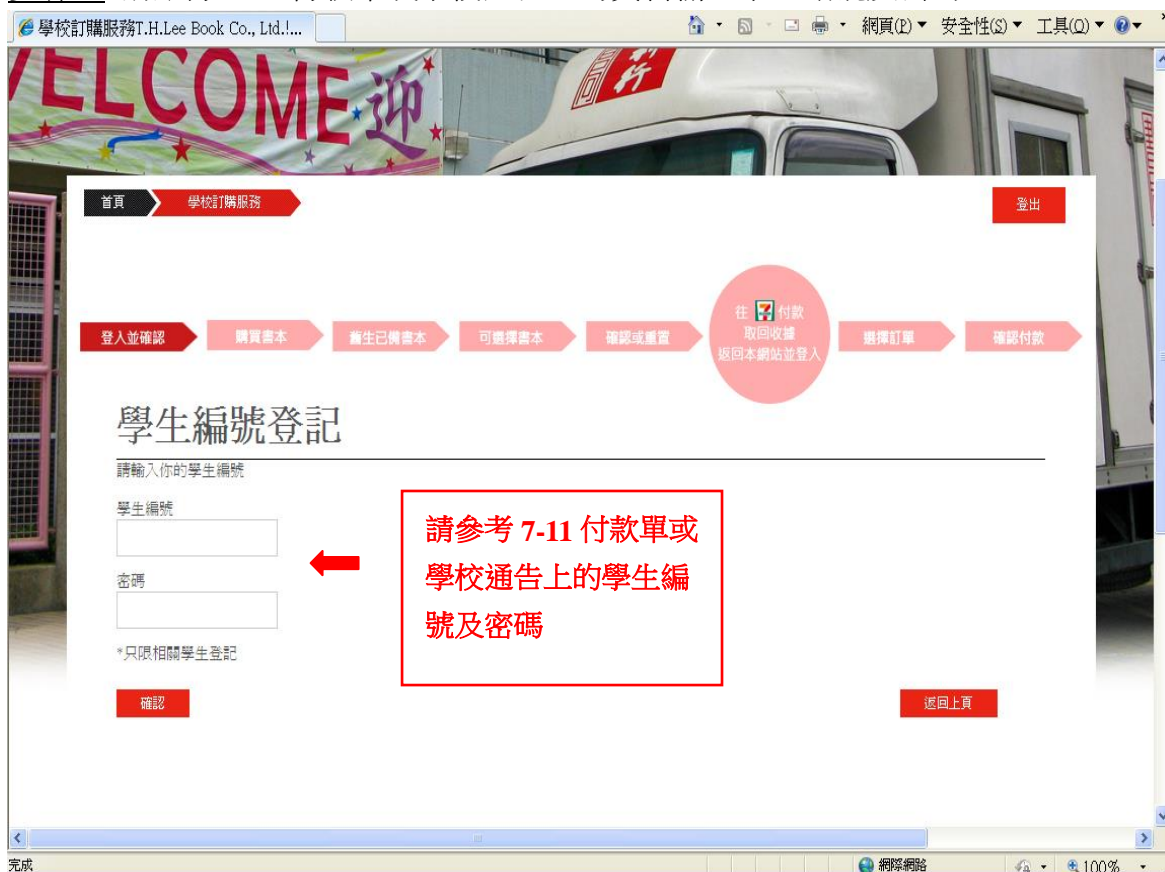 學校訂購服務T.H.Lee Book Co., Ltd.!...
網頁(P) 安全性(S) 工具(O)
VELCOME 迎
首頁 學校訂購服務
登出
登入並確認 購買書本 舊生已備書本 可選擇書本 確認或重置
往 7 付款
取回收據
返回本網站並登入
選擇訂單 確認付款
學生編號登記
請輸入你的學生編號
學生編號
密碼
*只限相關學生登記
請參考 7-11 付款單或
學校通告上的學生編
號及密碼
確認 返回上頁
完成 網際網路 100%